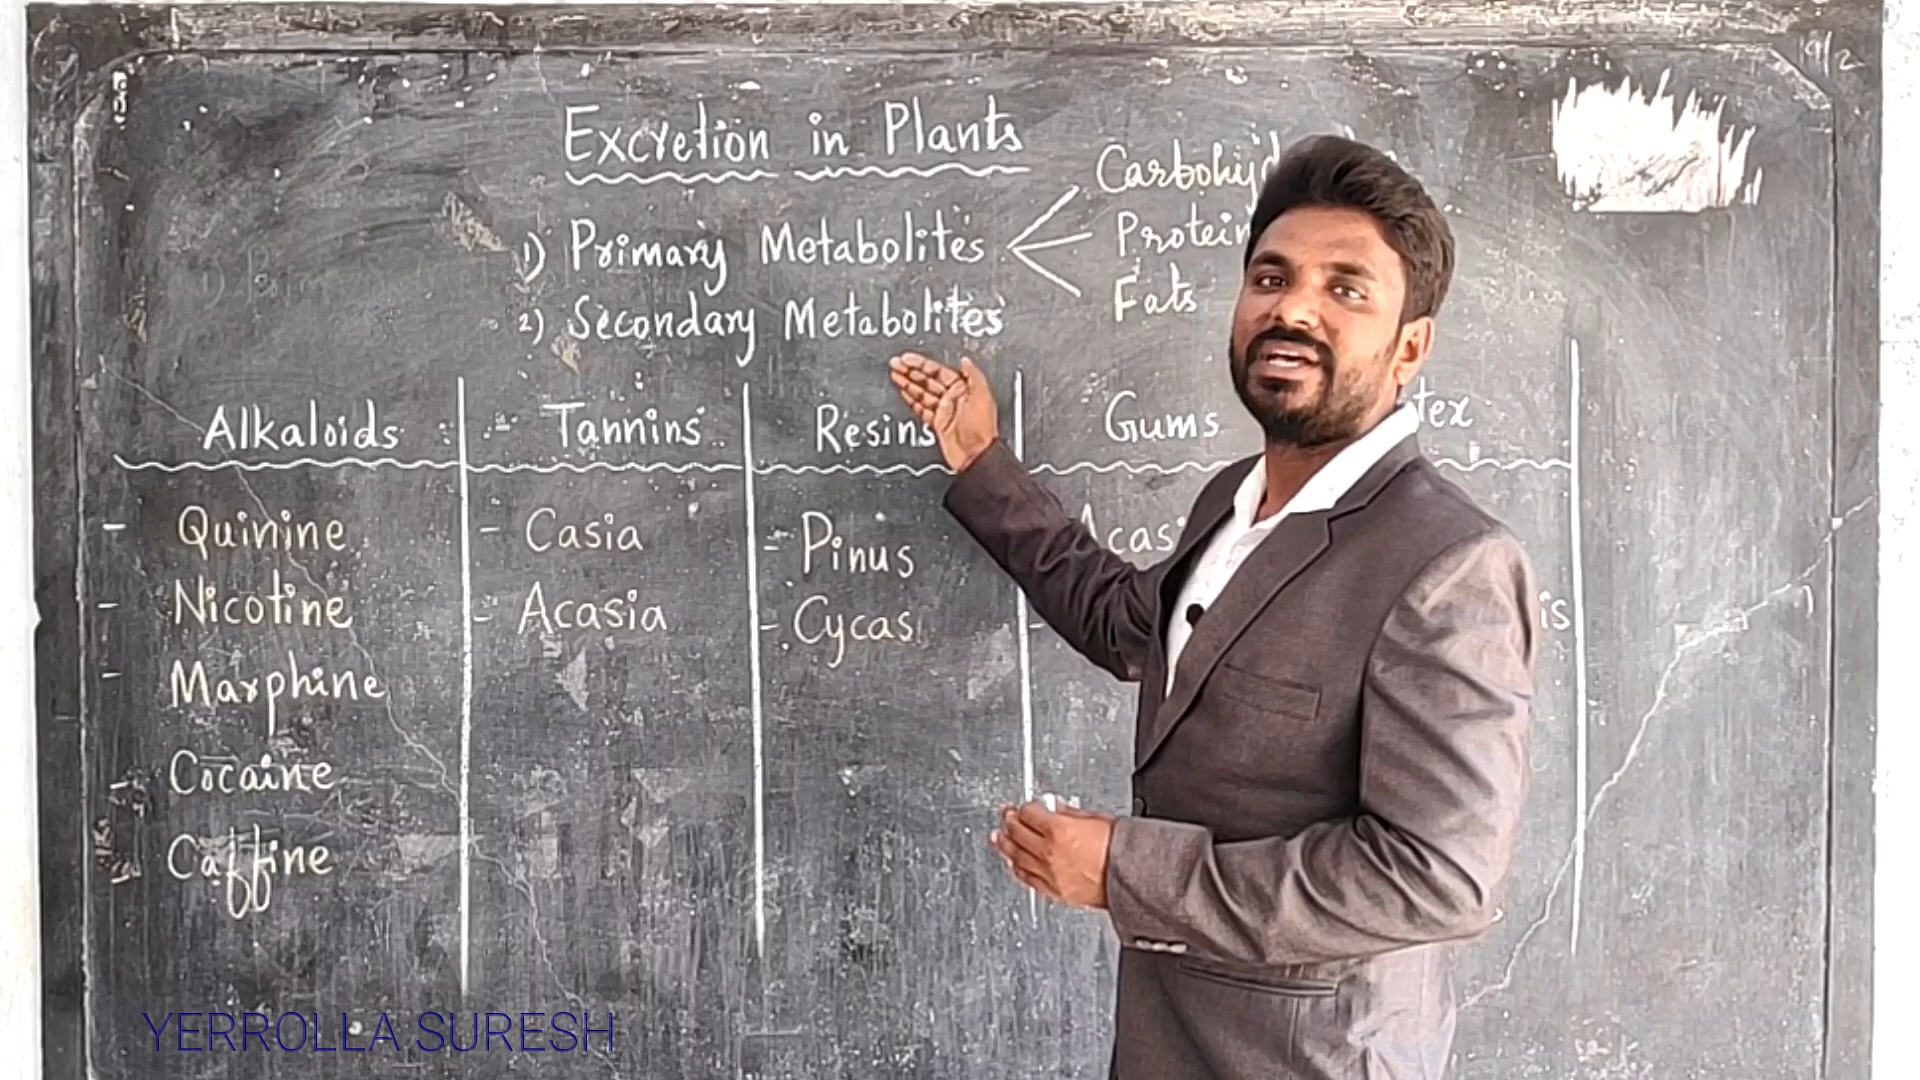 Excretion in Plants
1) Primary Metabolites
Protein
Fats
2) Secondary Metabolites
Alkaloids Tannins Resins Gums
- Quinine - Casia - Pinus
- Nicotine - Acasia - Cycas
- Marphine
- Cocaine
- Caffine
YERROLLA SURESH